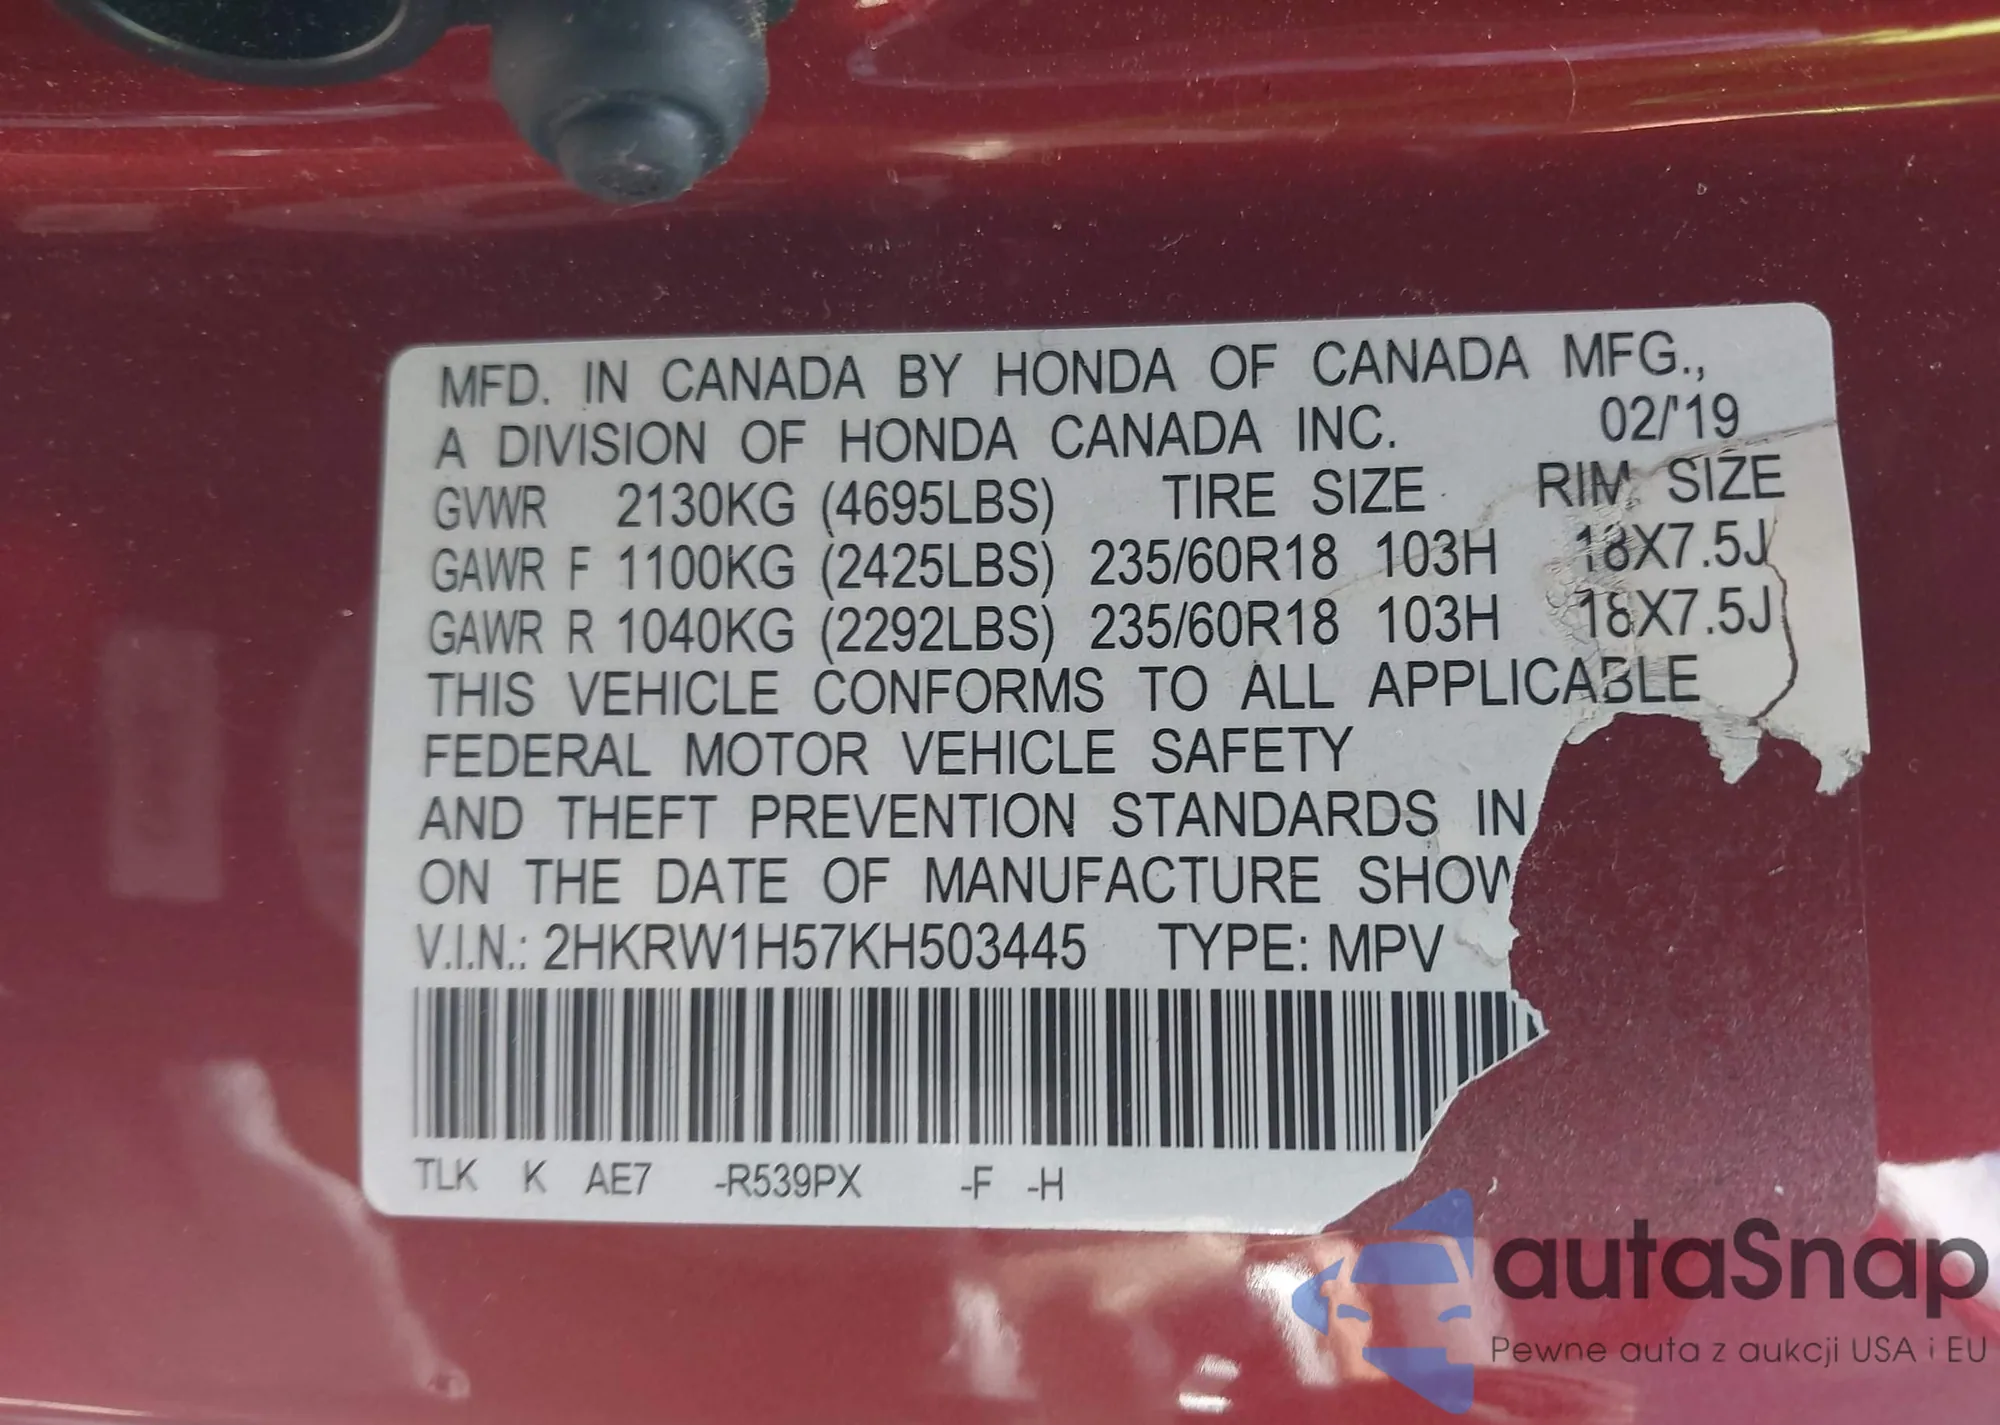 MFD. IN CANADA BY HONDA OF CANADA MFG.,
A DIVISION OF HONDA CANADA INC. 02/'19
GVWR 2130KG (4695LBS) TIRE SIZE RIM SIZE
GAWR F 1100KG (2425LBS) 235/60R18 103H 18X7.5J
GAWR R 1040KG (2292LBS) 235/60R18 103H 18X7.5J
THIS VEHICLE CONFORMS TO ALL APPLICABLE
FEDERAL MOTOR VEHICLE SAFETY
AND THEFT PREVENTION STANDARDS IN
ON THE DATE OF MANUFACTURE SHOW
V.I.N.: 2HKRW1H57KH503445 TYPE: MPV
TLK K AE7 -R539PX -F -H
autaSnap
Pewne auta z aukcji USA i EU